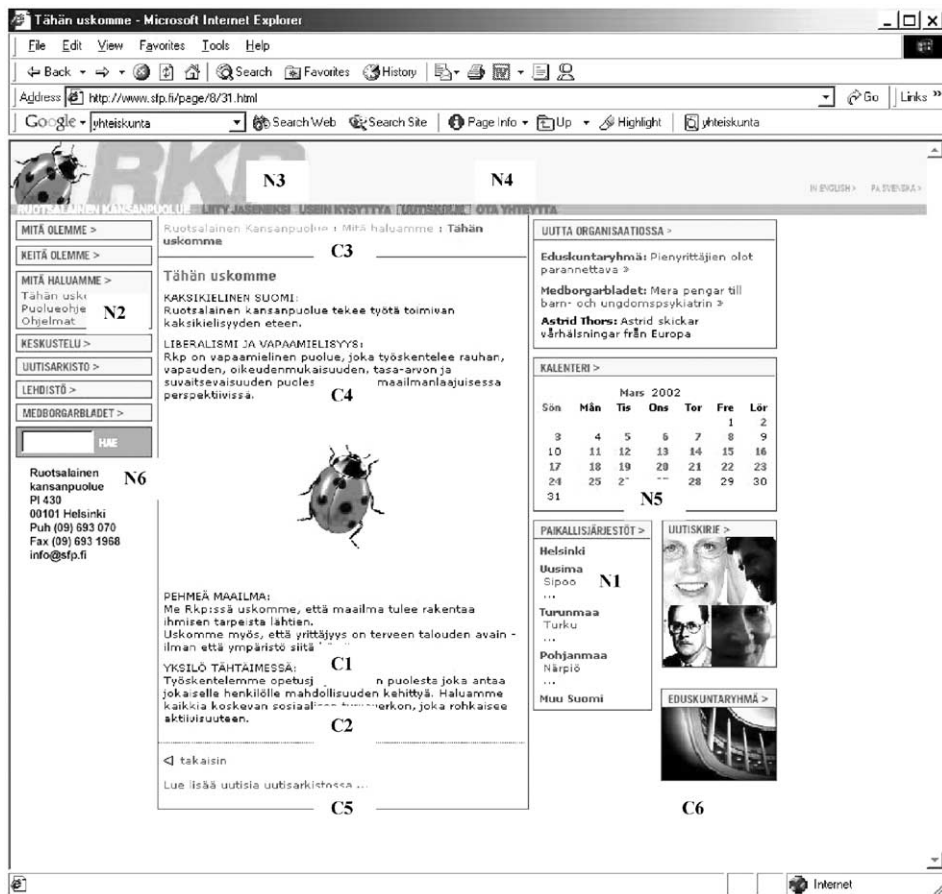 Tähän uskomme - Microsoft Internet Explorer
File Edit View Favorites Tools Help
Back Search Favorites History
Address http://www.sfp.fi/page/8/31.html Go Links »
Google yhteiskunta Search Web Search Site Page Info Up Highlight yhteiskunta
RKP
N3 N4
IN ENGLISH > PÅ SVENSKA >
RUOTSALAINEN KANSANPUOLUE LIITY JÄSENEKSI USEIN KYSYTTYÄ UUTISKIRJE OTA YHTEYTTÄ
MITÄ OLEMME >
KEITÄ OLEMME >
MITÄ HALUAMME >
Tähän
Ohjelmat
N2
KESKUSTELU >
UUTISARKISTO >
LEHDISTÖ >
MEDBORGARBLADET >
HAE
Ruotsalainen
kansanpuolue
N6
PI 430
00101 Helsinki
Puh (09) 693 070
Fax (09) 693 1968
info@sfp.fi
Ruotsalainen Kansanpuolue : Mitä haluamme : Tähän
uskomme
C3
Tähän uskomme
KAKSIKIELINEN SUOMI:
Ruotsalainen kansanpuolue tekee työtä toimivan
kaksikielisyyden eteen.
LIBERALISMI JA VAPAAMIELISYYS:
Rkp on vapaamielinen puolue, joka työskentelee rauhan,
vapauden, oikeudenmukaisuuden, tasa-arvon ja
suvaitsevaisuuden maailmanlaajuisessa
perspektiivissä.
C4
PEHMEÄ MAAILMA:
Me Rkp:ssä uskomme, että maailma tulee rakentaa
ihmisen tarpeista lähtien.
Uskomme myös, että yrittäjyys on terveen talouden avain -
ilman että ympäristö siitä
C1
YKSILÖ TÄHTÄIMESSÄ:
Työskentelemme puolesta joka antaa
jokaiselle henkilölle mahdollisuuden kehittyä. Haluamme
kaikkia koskevan joka rohkaisee
aktiivisuuteen.
C2
takaisin
Lue lisää uutisia uutisarkistossa ...
C5
UUTTA ORGANISAATIOSSA >
Eduskuntaryhmä: Pienyrittäjien olot
parannettava »
Medborgarbladet: Mera pengar till
barn- och ungdomspsykiatrin »
Astrid Thors: Astrid skickar
vårhälsningar från Europa
KALENTERI >
Mars 2002
Sön Mån Tis Ons Tor Fre Lör
1 2
3 4 5 6 7 8 9
10 11 12 13 14 15 16
17 18 19 20 21 22 23
24 25 28 29 30
31
N5
PAIKALLISJÄRJESTÖT >
Helsinki
Uusimaa
Sipoo
N1
...
Turunmaa
Turku
...
Pohjanmaa
Närpiö
...
Muu Suomi
UUTISKIRJE >
EDUSKUNTARYHMÄ >
C6
Internet